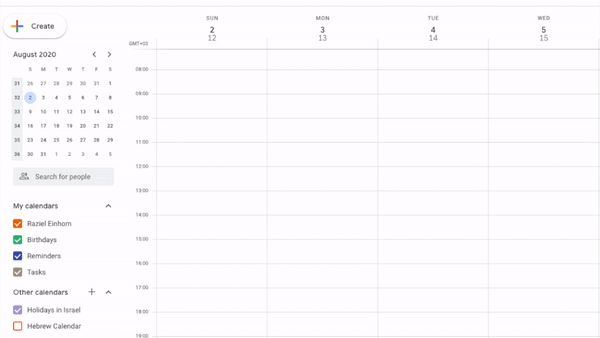 Create
August 2020
S M T W T F S
31 26 27 28 29 30 31 1
32 2 3 4 5 6 7 8
33 9 10 11 12 13 14 15
34 16 17 18 19 20 21 22
35 23 24 25 26 27 28 29
36 30 31 1 2 3 4 5
Search for people
My calendars
Raziel Einhorn
Birthdays
Reminders
Tasks
Other calendars
Holidays in Israel
Hebrew Calendar
SUN MON TUE WED
2 3 4 5
12 13 14 15
GMT+03
08:00
09:00
10:00
11:00
12:00
13:00
14:00
15:00
16:00
17:00
18:00
19:00